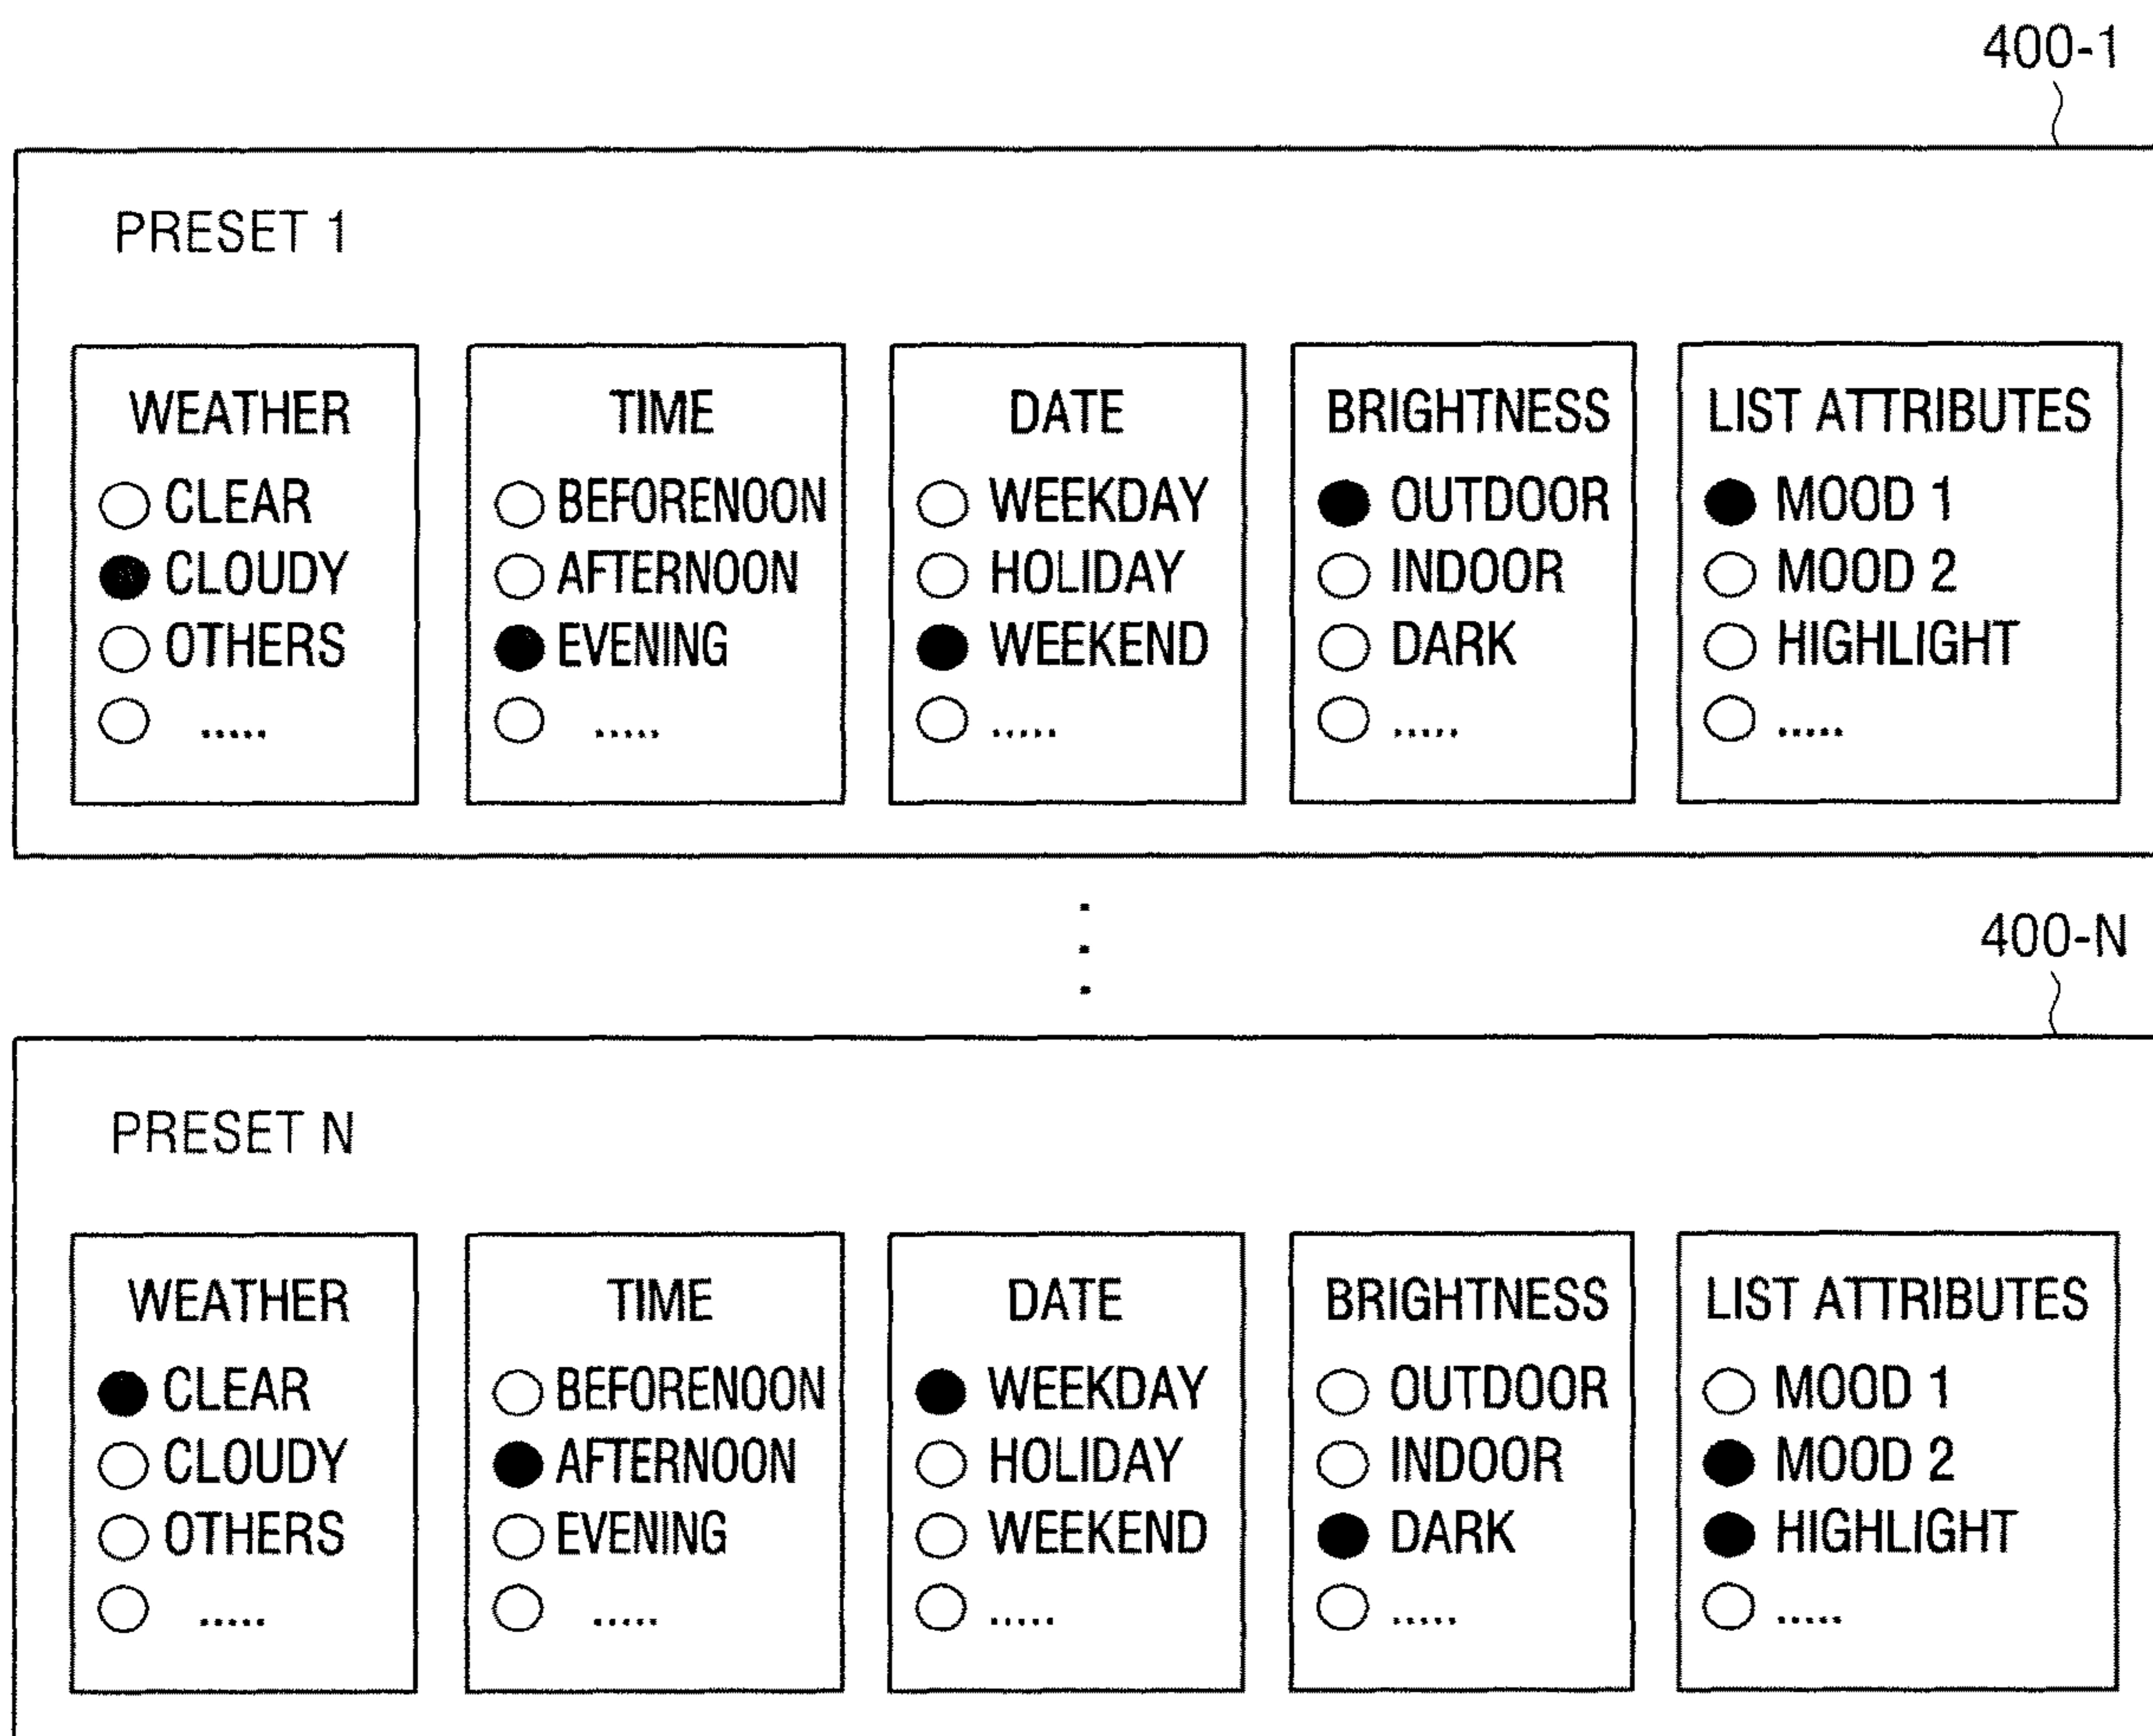 400-1
PRESET 1
WEATHER
CLEAR
CLOUDY
OTHERS
.....
TIME
BEFORENOON
AFTERNOON
EVENING
.....
DATE
WEEKDAY
HOLIDAY
WEEKEND
.....
BRIGHTNESS
OUTDOOR
INDOOR
DARK
.....
LIST ATTRIBUTES
MOOD 1
MOOD 2
HIGHLIGHT
.....
400-N
PRESET N
WEATHER
CLEAR
CLOUDY
OTHERS
.....
TIME
BEFORENOON
AFTERNOON
EVENING
.....
DATE
WEEKDAY
HOLIDAY
WEEKEND
.....
BRIGHTNESS
OUTDOOR
INDOOR
DARK
.....
LIST ATTRIBUTES
MOOD 1
MOOD 2
HIGHLIGHT
.....